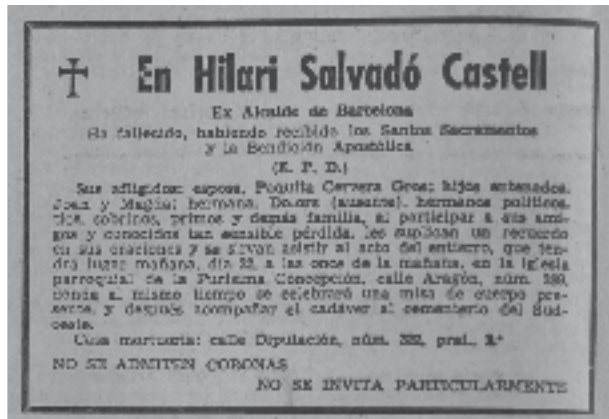 En Hilari Salvadó Castell
Ex Alcalde de Barcelona
Ha fallecido, habiendo recibido los Santos Sacramentos
y la Bendición Apostólica
(E. P. D.)
Sus afligidos: esposa, Paquita Cervera Gros; hijos entenados,
Joan y Magda; hermana, Dolors (ausente), hermanos políticos,
tíos, sobrinos, primos y demás familia, al participar a sus ami-
gos y conocidos tan sensible pérdida, les suplican un recuerdo
en sus oraciones y se sirvan asistir al acto del entierro, que ten-
drá lugar mañana, día 22, a las once de la mañana, en la iglesia
parroquial de la Purísima Concepción, calle Aragón, núm. 299,
donde al mismo tiempo se celebrará una misa de cuerpo pre-
sente, y después acompañar el cadáver al cementerio del Sud-
oeste.
Casa mortuoria: calle Diputación, núm. 332, pral., 2.ª
NO SE ADMITEN CORONAS
NO SE INVITA PARTICULARMENTE